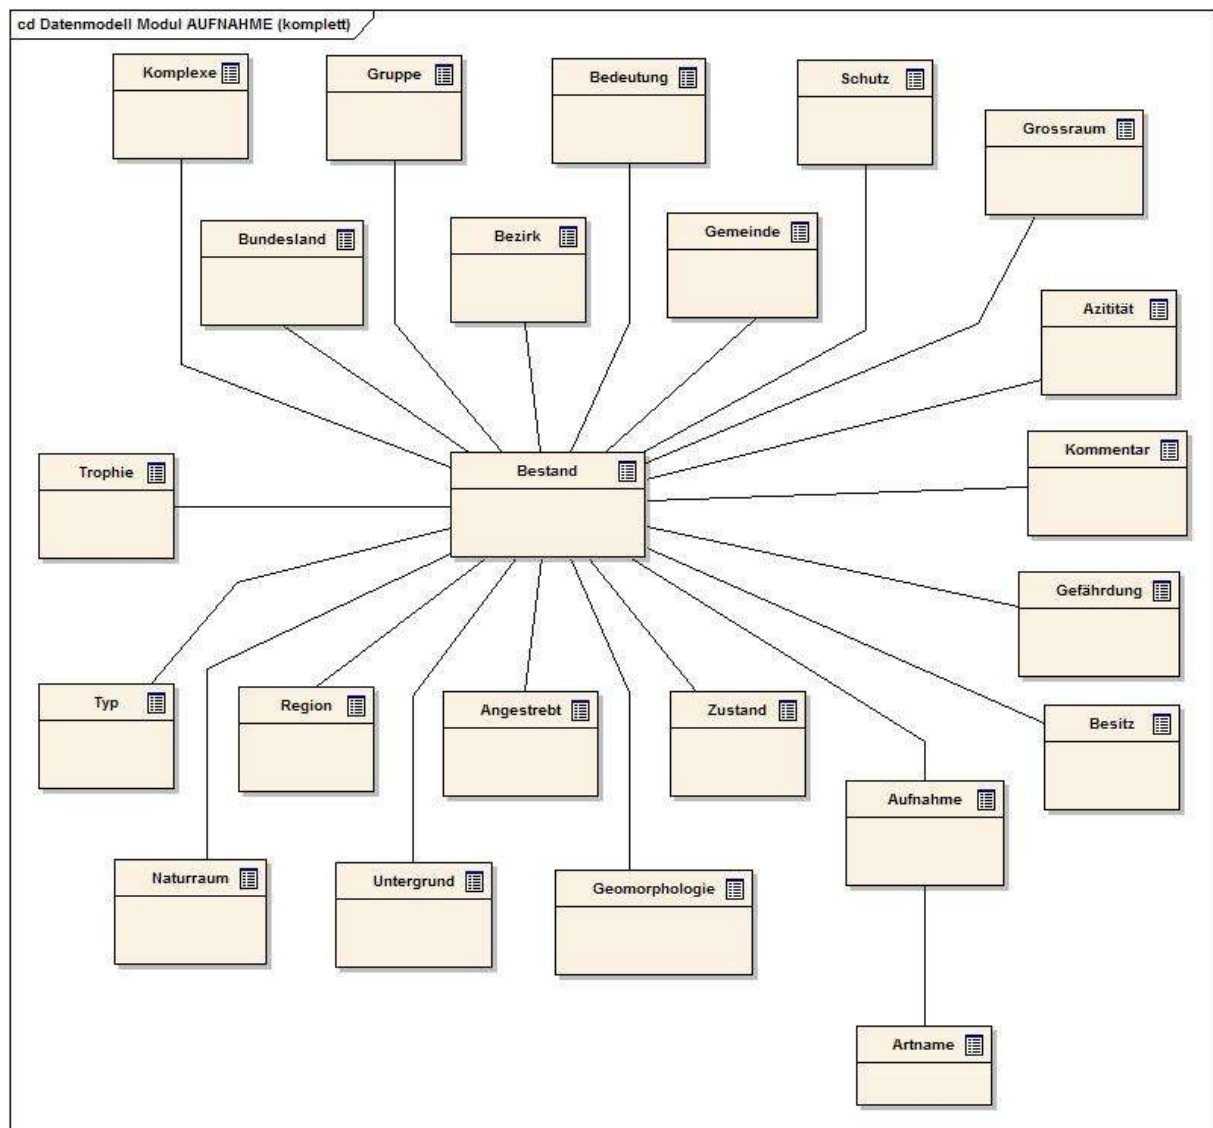 cd Datenmodell Modul AUFNAHME (komplett)
Komplexe
Gruppe
Bedeutung
Schutz
Grossraum
Bundesland
Bezirk
Gemeinde
Azitität
Trophie
Bestand
Kommentar
Gefährdung
Typ
Region
Angestrebt
Zustand
Besitz
Aufnahme
Naturraum
Untergrund
Geomorphologie
Artname